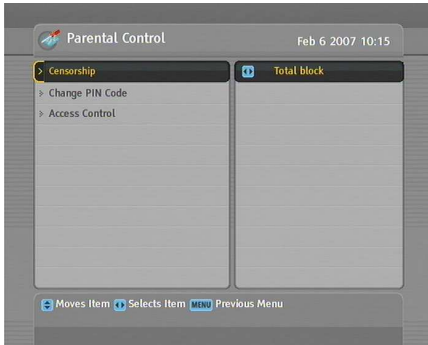 Parental Control
Feb 6 2007 10:15
Censorship
Total block
Change PIN Code
Access Control
Moves Item Selects Item MENU Previous Menu